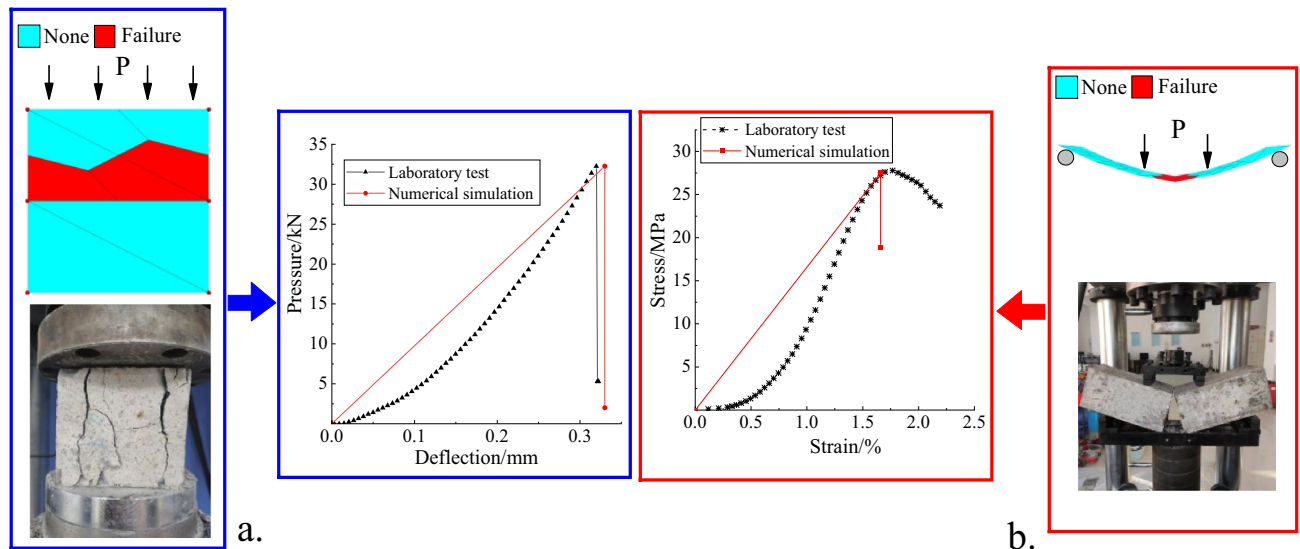 None Failure
P
35
30
25
20
15
10
5
Pressure/kN
Laboratory test
Numerical simulation
0.0 0.1 0.2 0.3
Deflection/mm
a.
30
25
20
15
10
5
Stress/MPa
Laboratory test
Numerical simulation
0.0 0.5 1.0 1.5 2.0 2.5
Strain/%
None Failure
P
b.